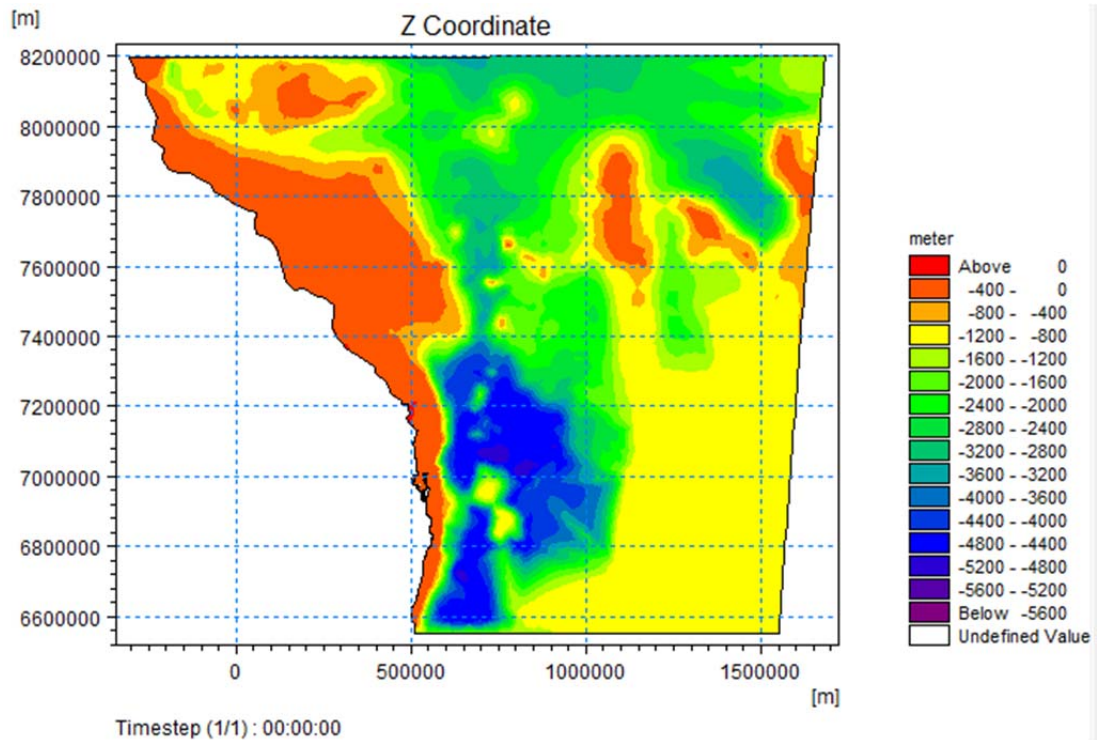 [m]
Z Coordinate
8200000
8000000
7800000
7600000
7400000
7200000
7000000
6800000
6600000
0
500000
1000000
1500000
[m]
Timestep (1/1) : 00:00:00
meter
Above 0
-400 - 0
-800 - -400
-1200 - -800
-1600 - -1200
-2000 - -1600
-2400 - -2000
-2800 - -2400
-3200 - -2800
-3600 - -3200
-4000 - -3600
-4400 - -4000
-4800 - -4400
-5200 - -4800
-5600 - -5200
Below -5600
Undefined Value